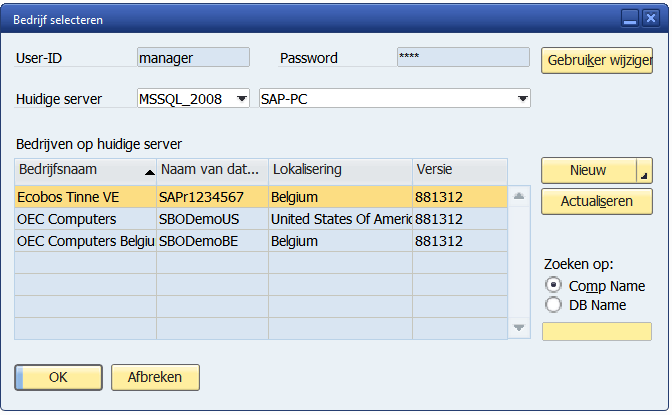 Bedrijf selecteren
User-ID manager Password ****
Gebruiker wijziger
Huidige server MSSQL_2008 SAP-PC
Bedrijven op huidige server
Bedrijfsnaam Naam van dat... Lokalisering Versie
Ecobos Tinne VE SAPr1234567 Belgium 881312
OEC Computers SBODemoUS United States Of Americ 881312
OEC Computers Belgiu SBODemoBE Belgium 881312
Nieuw
Actualiseren
Zoeken op:
Comp Name
DB Name
OK Afbreken